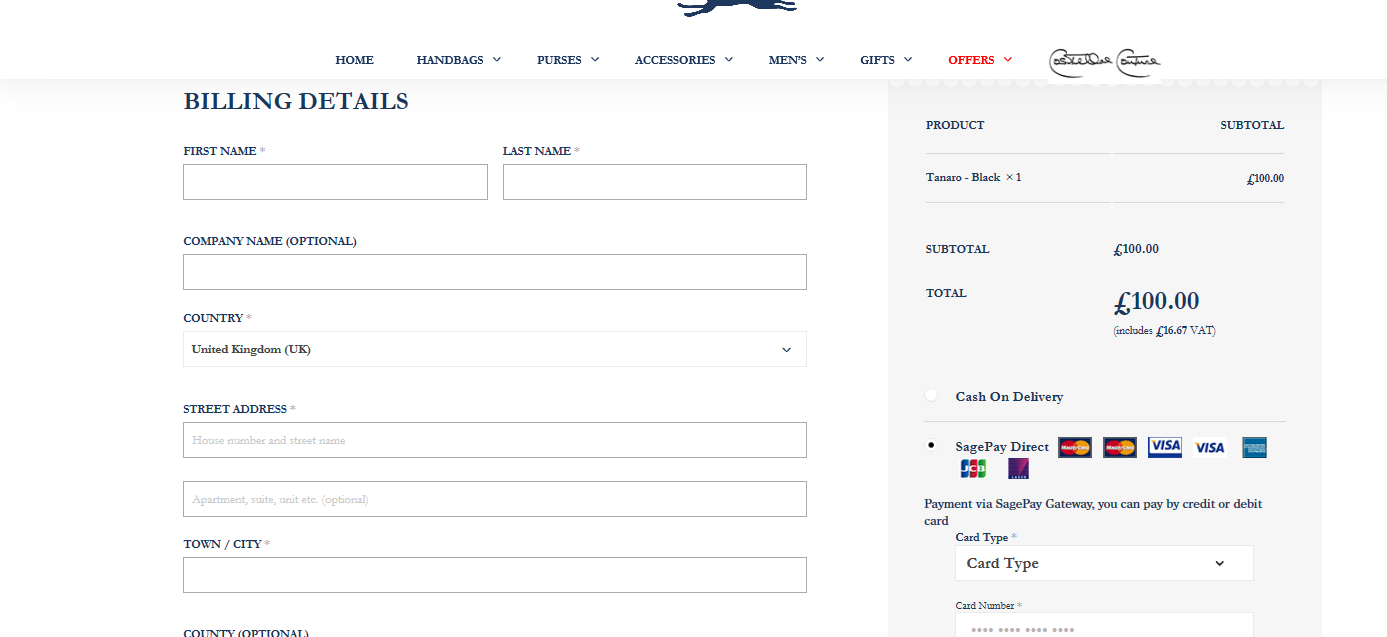 HOME HANDBAGS PURSES ACCESSORIES MEN'S GIFTS OFFERS
BILLING DETAILS
FIRST NAME * LAST NAME *
COMPANY NAME (OPTIONAL)
COUNTRY *
United Kingdom (UK)
STREET ADDRESS *
House number and street name
Apartment, suite, unit etc. (optional)
TOWN / CITY *
COUNTY (OPTIONAL)
PRODUCT SUBTOTAL
Tanaro - Black × 1 £100.00
SUBTOTAL £100.00
TOTAL £100.00
(includes £16.67 VAT)
Cash On Delivery
SagePay Direct MasterCard MasterCard VISA VISA
JCB
Payment via SagePay Gateway, you can pay by credit or debit
card
Card Type *
Card Type
Card Number *
•••• •••• •••• ••••